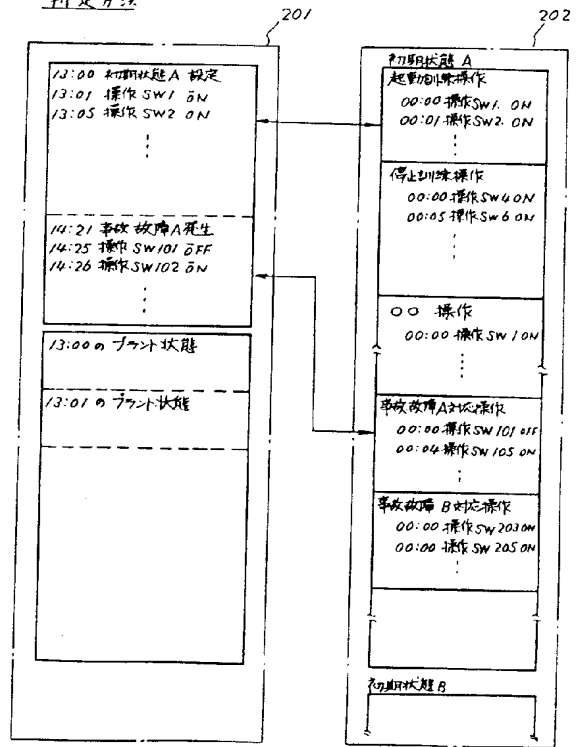 判定方法
201
202
13:00 初期状態A 設定
13:01 操作SW1 ON
13:05 操作SW2 ON
14:21 事故故障A発生
14:25 操作SW101 OFF
14:26 操作SW102 ON
13:00の プラント状態
13:01の プラント状態
初期状態 A
起動訓練操作
00:00 操作SW1. ON
00:01 操作SW2. ON
停止訓練操作
00:00 操作SW4 ON
00:05 操作SW6 ON
○○ 操作
00:00 操作SW1 ON
事故故障A対応操作
00:00 操作SW101 OFF
00:04 操作SW105 ON
事故故障B対応操作
00:00 操作SW203 ON
00:00 操作SW205 ON
初期状態 B